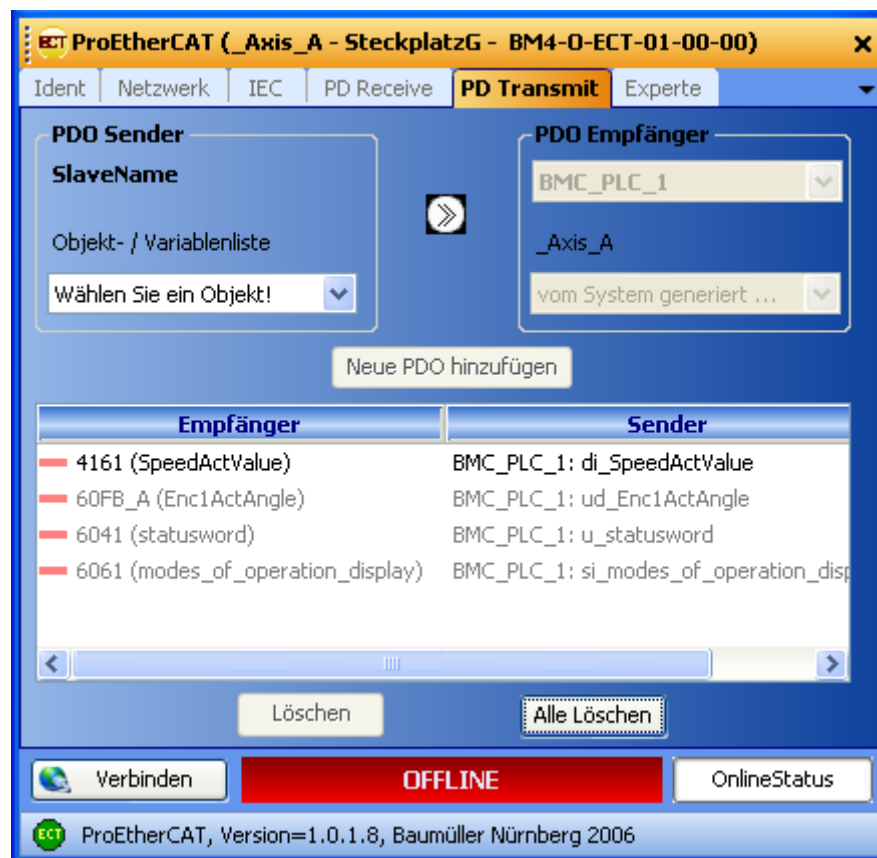 ECT ProEtherCAT (_Axis_A - SteckplatzG - BM4-O-ECT-01-00-00)
Ident Netzwerk IEC PD Receive PD Transmit Experte
PDO Sender
SlaveName
Objekt- / Variablenliste
Wählen Sie ein Objekt!
PDO Empfänger
BMC_PLC_1
_Axis_A
vom System generiert ...
Neue PDO hinzufügen
Empfänger Sender
4161 (SpeedActValue) BMC_PLC_1: di_SpeedActValue
60FB_A (Enc1ActAngle) BMC_PLC_1: ud_Enc1ActAngle
6041 (statusword) BMC_PLC_1: u_statusword
6061 (modes_of_operation_display) BMC_PLC_1: si_modes_of_operation_disp
Löschen Alle Löschen
Verbinden OFFLINE OnlineStatus
ECT ProEtherCAT, Version=1.0.1.8, Baumüller Nürnberg 2006